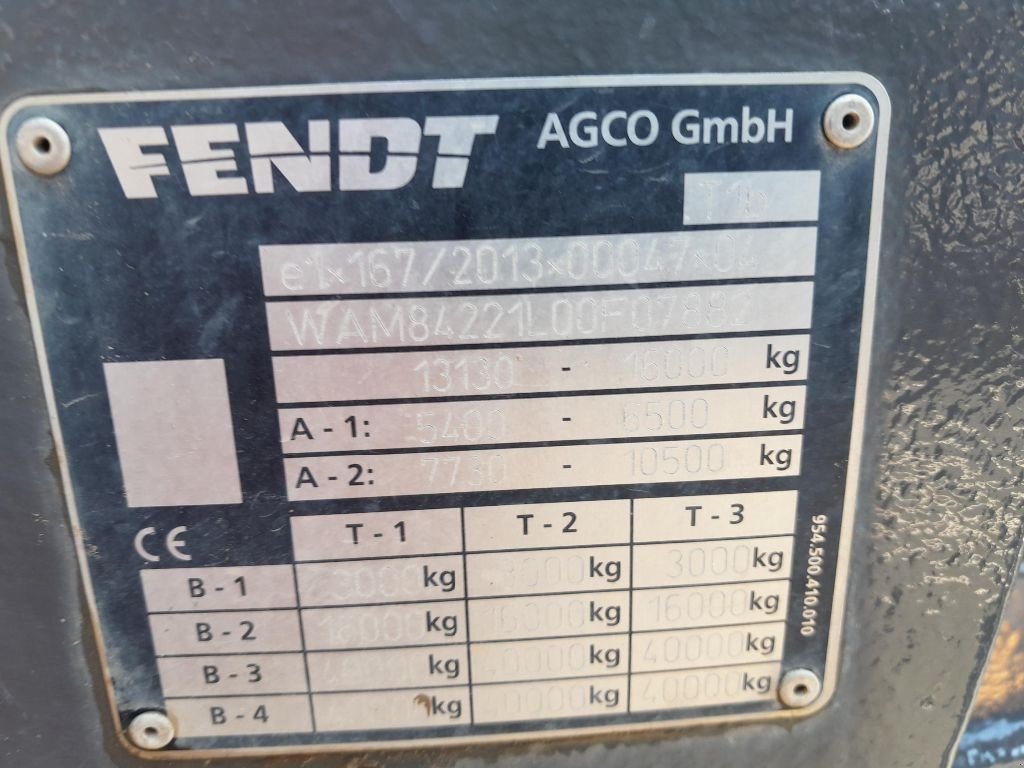 FENDT AGCO GmbH
T1b
e1*167/2013*00047*04
WAM84221L00F07882
13130 - 16000 kg
A - 1: 5400 - 6500 kg
A - 2: 7730 - 10500 kg
CE T - 1 T - 2 T - 3
B - 1 3000 kg 3000 kg 3000 kg
B - 2 16000 kg 16000 kg 16000 kg
B - 3 kg 40000 kg 40000 kg
B - 4 kg 40000 kg 40000 kg
954.500.410.010